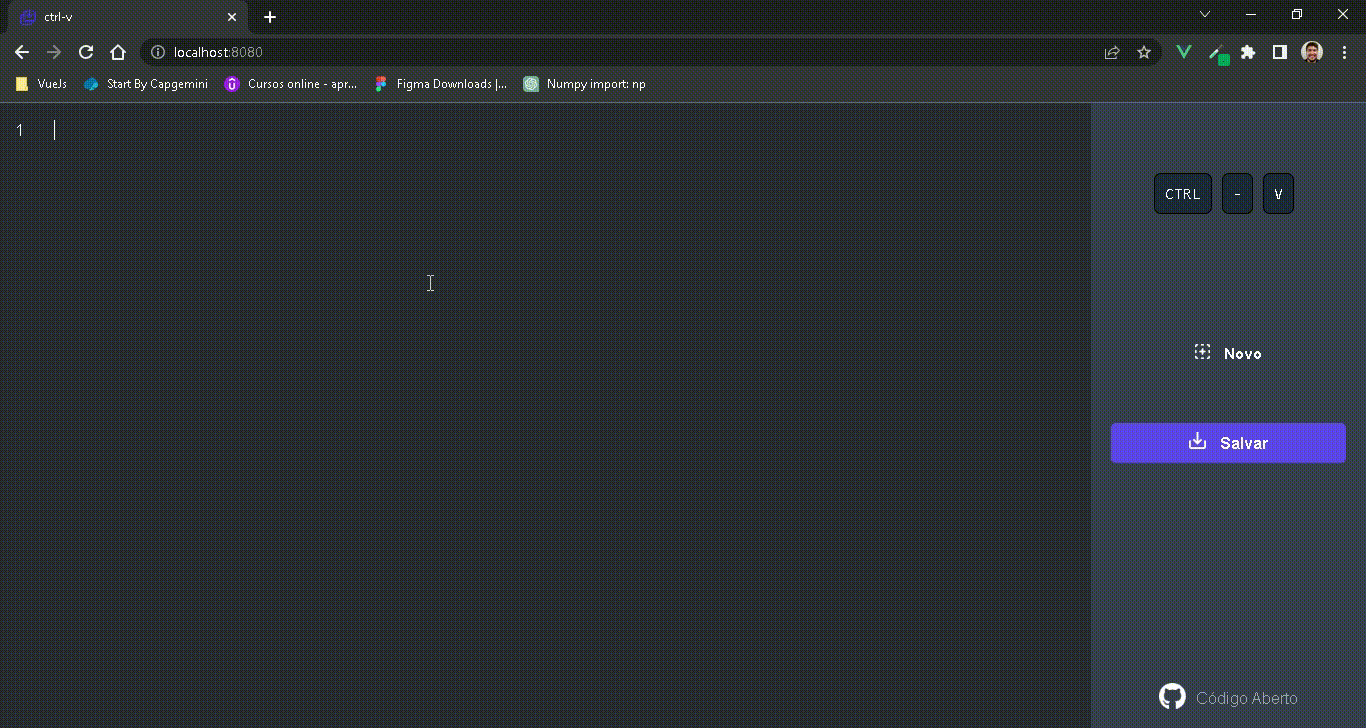 ctrl-v
localhost:8080
VueJs Start By Capgemini Cursos online - apr... Figma Downloads |... Numpy import: np
1
CTRL - V
Novo
Salvar
Código Aberto